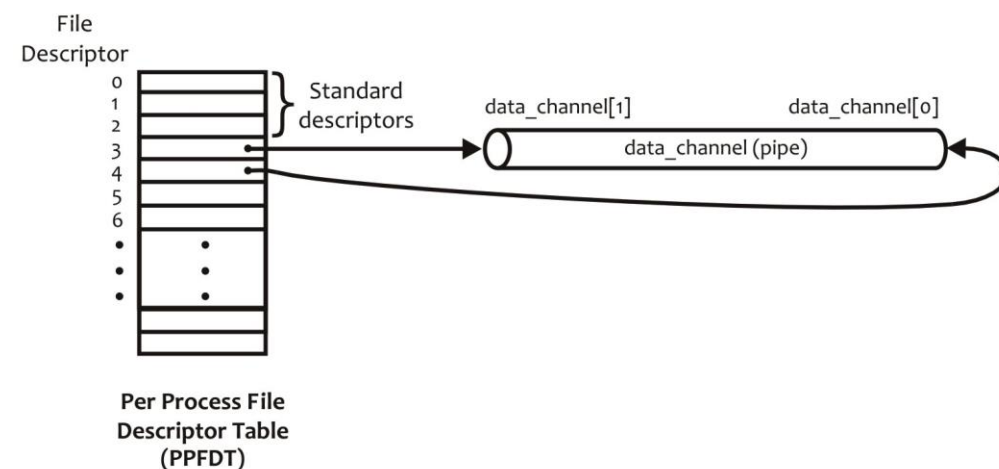 File
Descriptor
0
1
2
3
4
5
6
Standard
descriptors
data_channel[1]
data_channel[0]
data_channel (pipe)
Per Process File
Descriptor Table
(PPFDT)